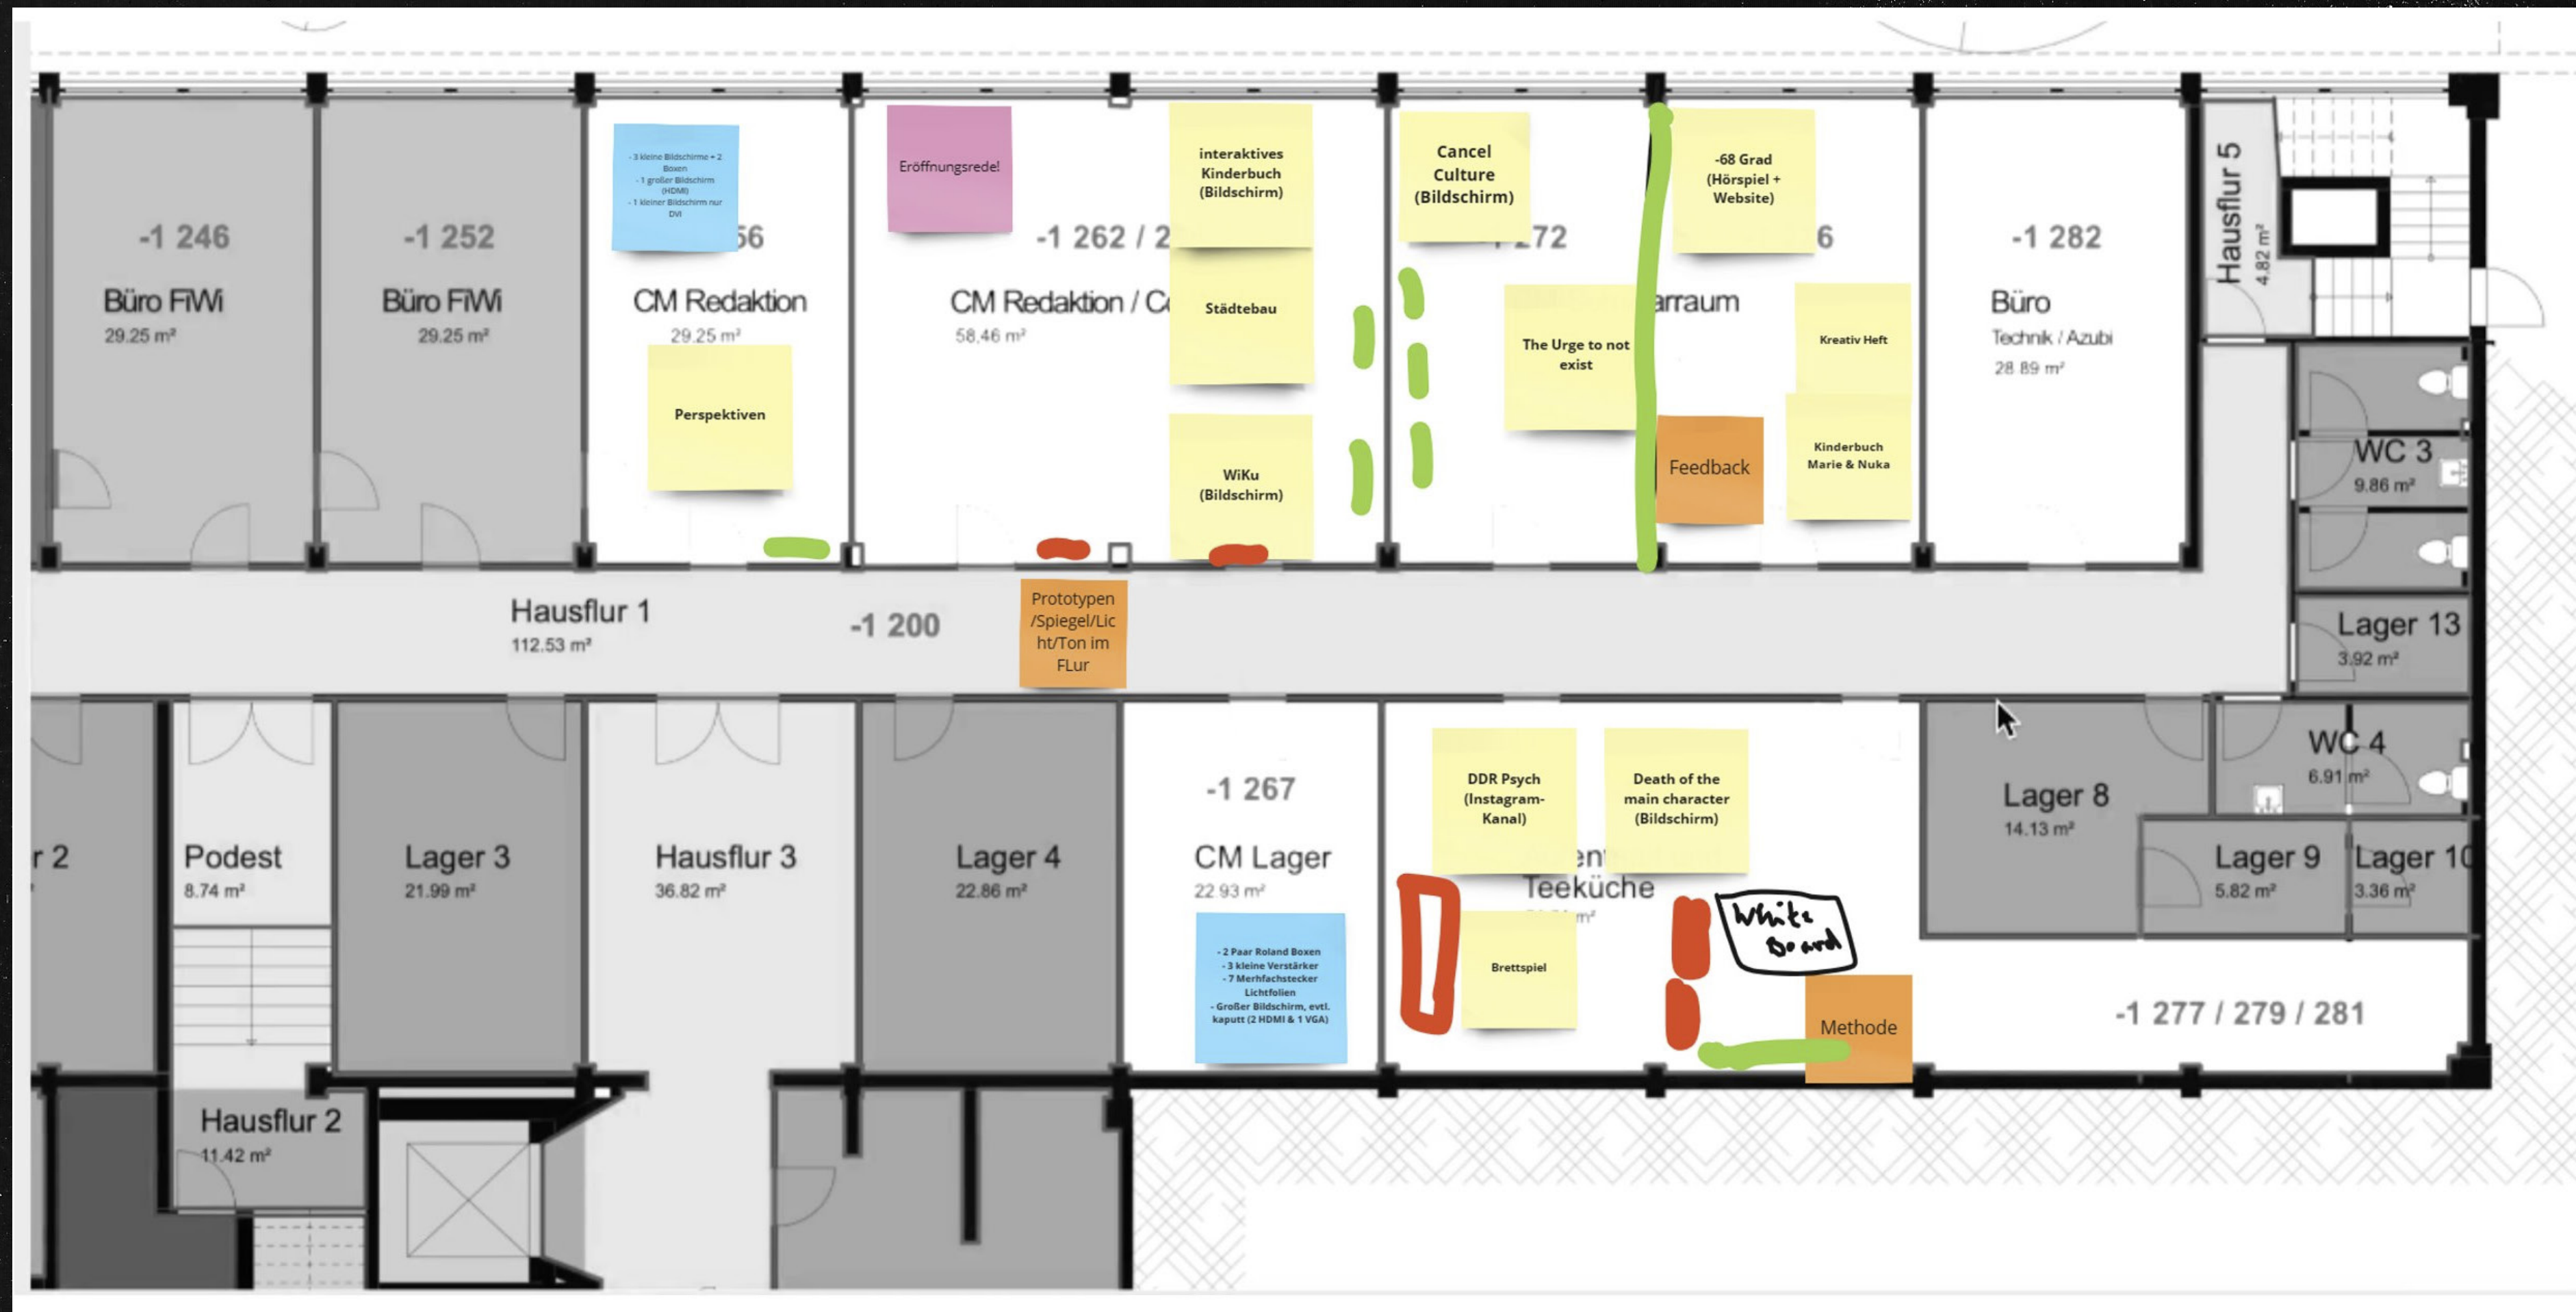 -1 246
Büro FiWi
29.25 m²
-1 252
Büro FiWi
29.25 m²
- 3 kleine Bildschirme + 2
Boxen
- 1 großer Bildschirm
(HDMI)
- 1 kleiner Bildschirm nur
DVI
56
CM Redaktion
29.25 m²
Perspektiven
Eröffnungsrede!
-1 262 / 2
CM Redaktion / Co
58,46 m²
interaktives
Kinderbuch
(Bildschirm)
Städtebau
WiKu
(Bildschirm)
Cancel
Culture
(Bildschirm)
272
The Urge to not
exist
-68 Grad
(Hörspiel +
Website)
6
arraum
Kreativ Heft
Feedback
Kinderbuch
Marie & Nuka
-1 282
Büro
Technik / Azubi
28.89 m²
Hausflur 5
4.82 m²
WC 3
9.86 m²
Lager 13
3.92 m²
Hausflur 1
112.53 m²
-1 200
Prototypen
/Spiegel/Lic
ht/Ton im
FLur
r 2
Podest
8.74 m²
Lager 3
21.99 m²
Hausflur 3
36.82 m²
Lager 4
22.86 m²
-1 267
CM Lager
22.93 m²
- 2 Paar Roland Boxen
- 3 kleine Verstärker
- 7 Merhfachstecker
Lichtfolien
- Großer Bildschirm, evtl.
kaputt (2 HDMI & 1 VGA)
DDR Psych
(Instagram-
Kanal)
Death of the
main character
(Bildschirm)
Teeküche
m²
Brettspiel
White
Board
Methode
Lager 8
14.13 m²
WC 4
6.91 m²
Lager 9
5.82 m²
Lager 10
3.36 m²
-1 277 / 279 / 281
Hausflur 2
11.42 m²